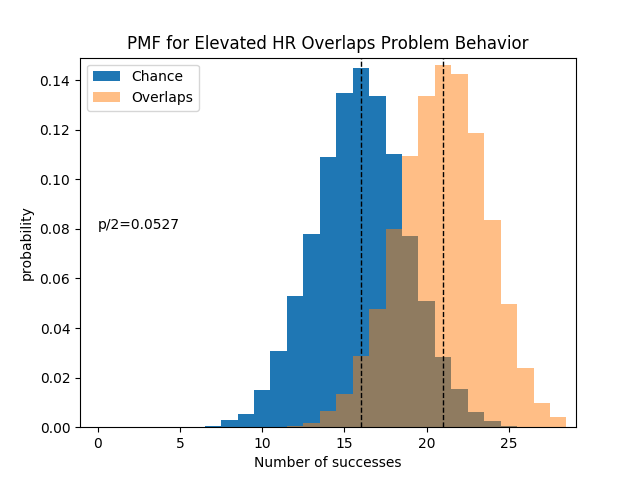 PMF for Elevated HR Overlaps Problem Behavior
Chance
Overlaps
p/2=0.0527
probability
0.14
0.12
0.10
0.08
0.06
0.04
0.02
0.00
0 5 10 15 20 25
Number of successes